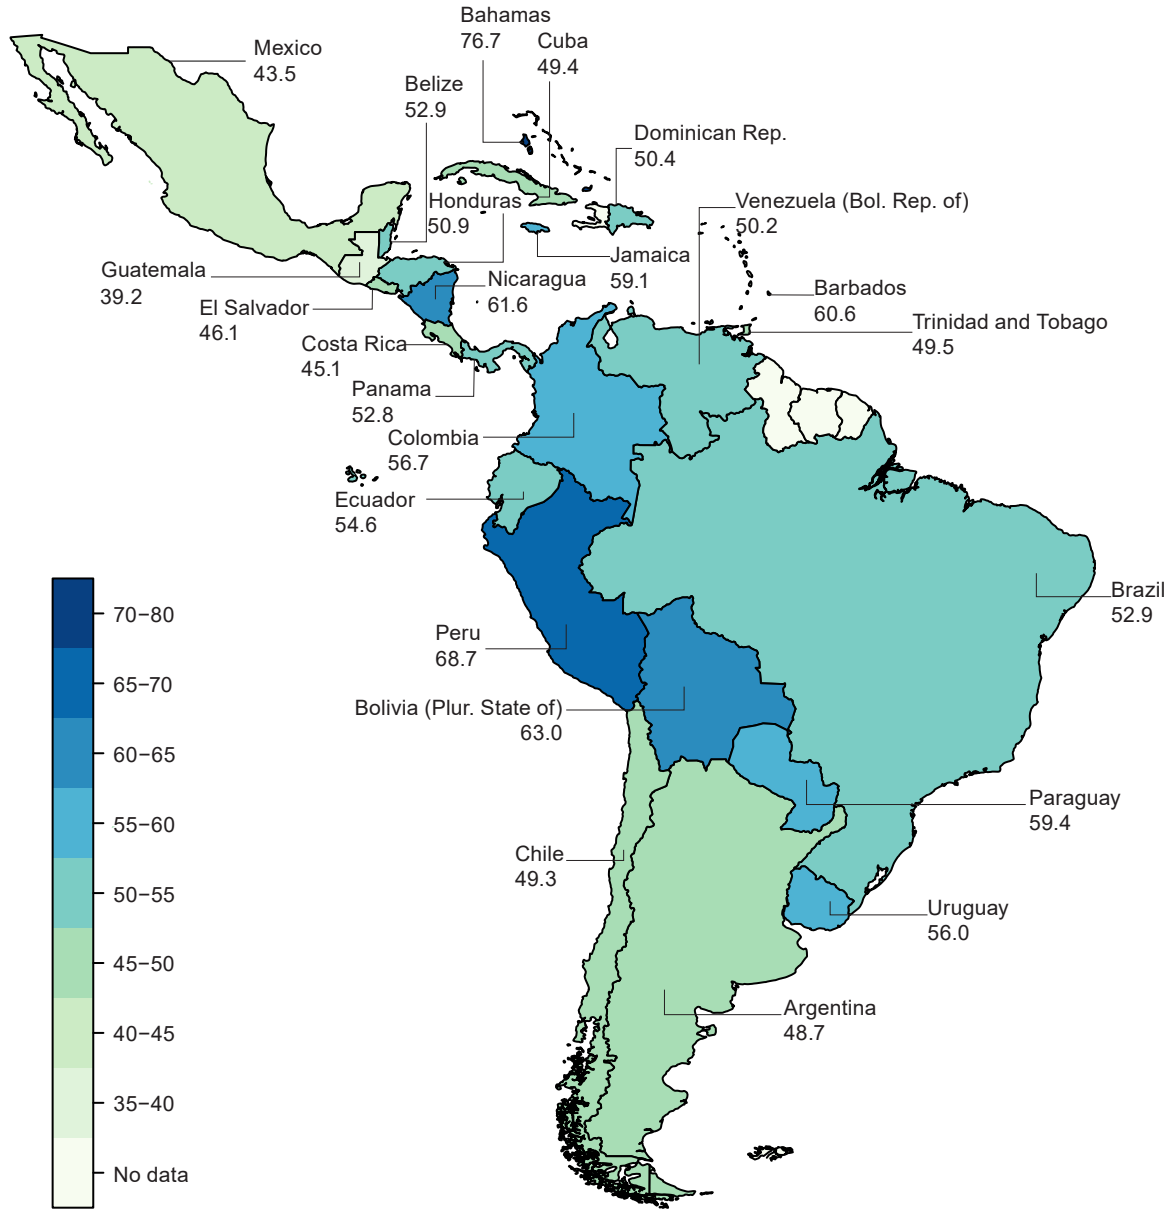 Bahamas
76.7
Cuba
49.4
Mexico
43.5
Belize
52.9
Dominican Rep.
50.4
Honduras
50.9
Venezuela (Bol. Rep. of)
50.2
Jamaica
59.1
Guatemala
39.2
Nicaragua
61.6
Barbados
60.6
El Salvador
46.1
Trinidad and Tobago
49.5
Costa Rica
45.1
Panama
52.8
Colombia
56.7
Ecuador
54.6
Brazil
52.9
Peru
68.7
Bolivia (Plur. State of)
63.0
Paraguay
59.4
Chile
49.3
Uruguay
56.0
Argentina
48.7
70−80
65−70
60−65
55−60
50−55
45−50
40−45
35−40
No data